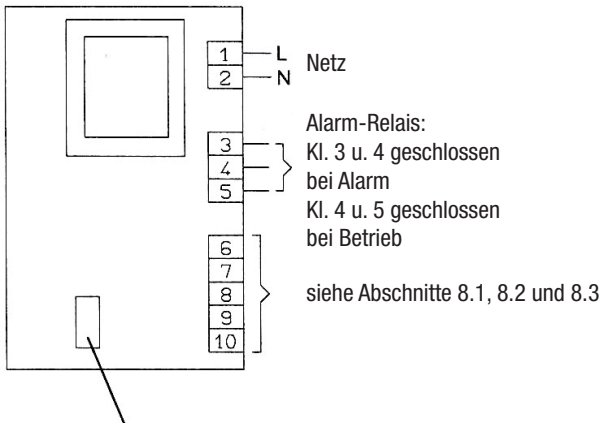 1 L
2 N
Netz
3
4
5
Alarm-Relais:
Kl. 3 u. 4 geschlossen
bei Alarm
Kl. 4 u. 5 geschlossen
bei Betrieb
6
7
8
9
10
siehe Abschnitte 8.1, 8.2 und 8.3